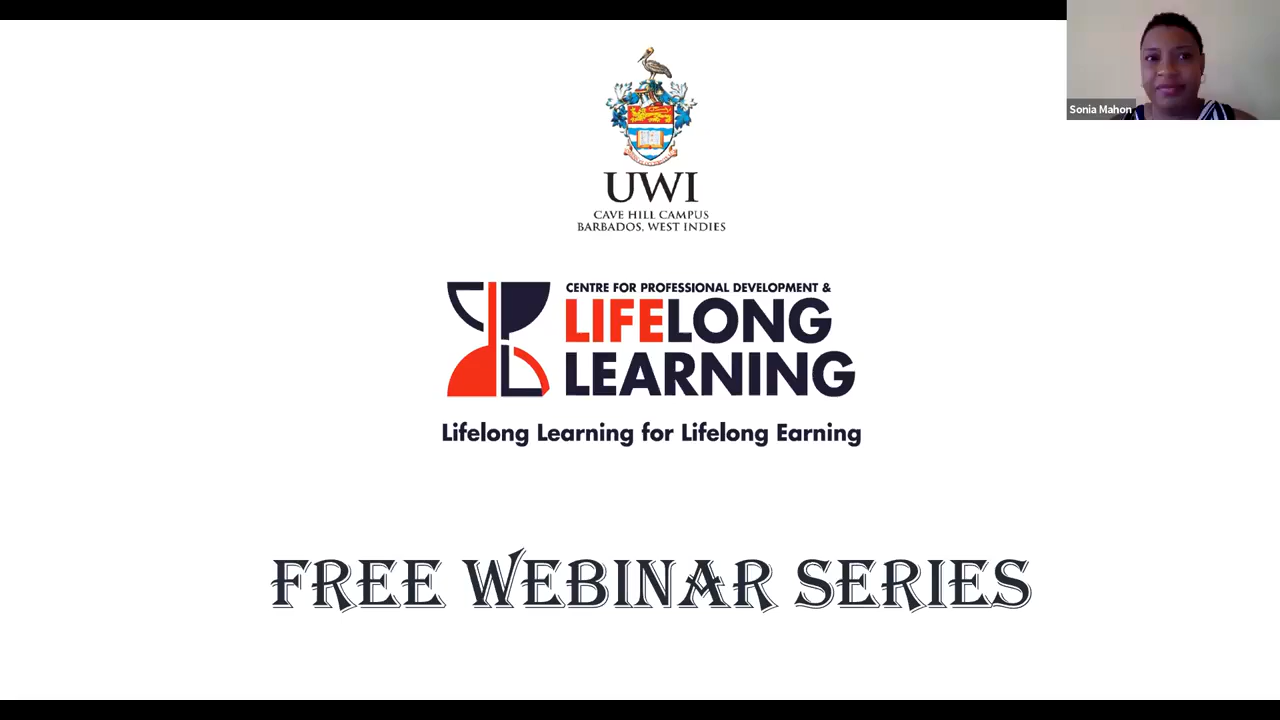 UWI
CAVE HILL CAMPUS
BARBADOS, WEST INDIES
CENTRE FOR PROFESSIONAL DEVELOPMENT &
LIFELONG
LEARNING
Lifelong Learning for Lifelong Earning
FREE WEBINAR SERIES
Sonia Mahon